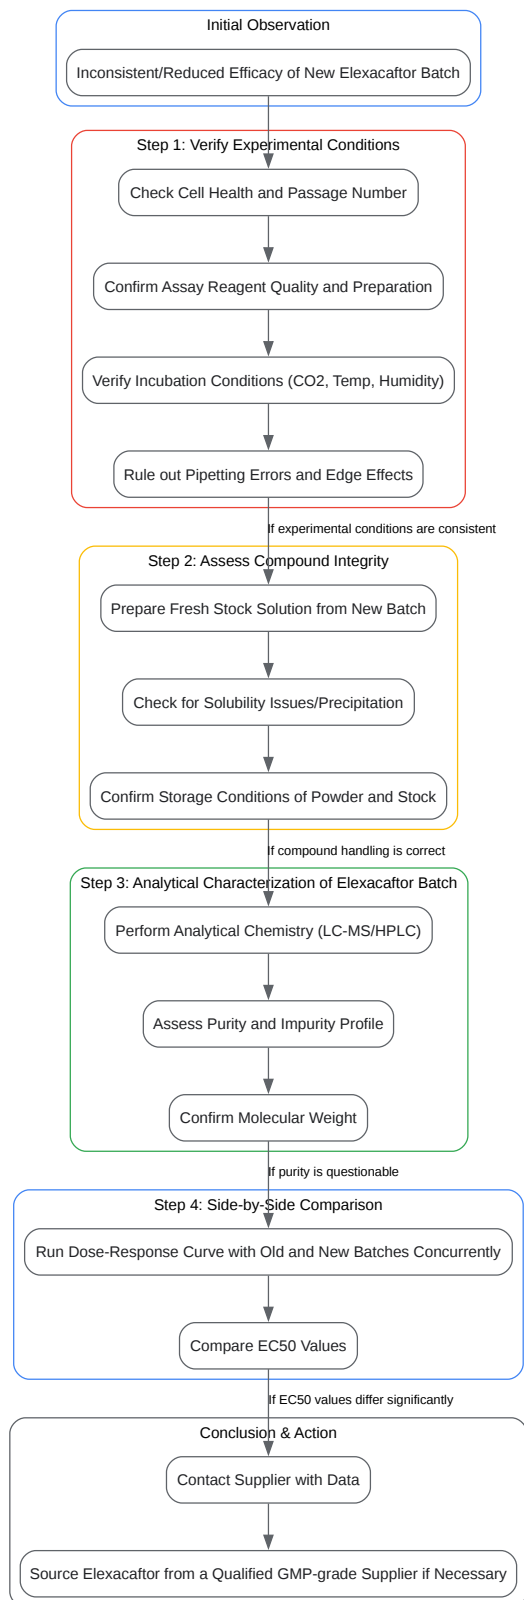 Initial Observation
Inconsistent/Reduced Efficacy of New Elexacaftor Batch
Step 1: Verify Experimental Conditions
Check Cell Health and Passage Number
Confirm Assay Reagent Quality and Preparation
Verify Incubation Conditions (CO2, Temp, Humidity)
Rule out Pipetting Errors and Edge Effects
If experimental conditions are consistent
Step 2: Assess Compound Integrity
Prepare Fresh Stock Solution from New Batch
Check for Solubility Issues/Precipitation
Confirm Storage Conditions of Powder and Stock
If compound handling is correct
Step 3: Analytical Characterization of Elexacaftor Batch
Perform Analytical Chemistry (LC-MS/HPLC)
Assess Purity and Impurity Profile
Confirm Molecular Weight
If purity is questionable
Step 4: Side-by-Side Comparison
Run Dose-Response Curve with Old and New Batches Concurrently
Compare EC50 Values
If EC50 values differ significantly
Conclusion & Action
Contact Supplier with Data
Source Elexacaftor from a Qualified GMP-grade Supplier if Necessary